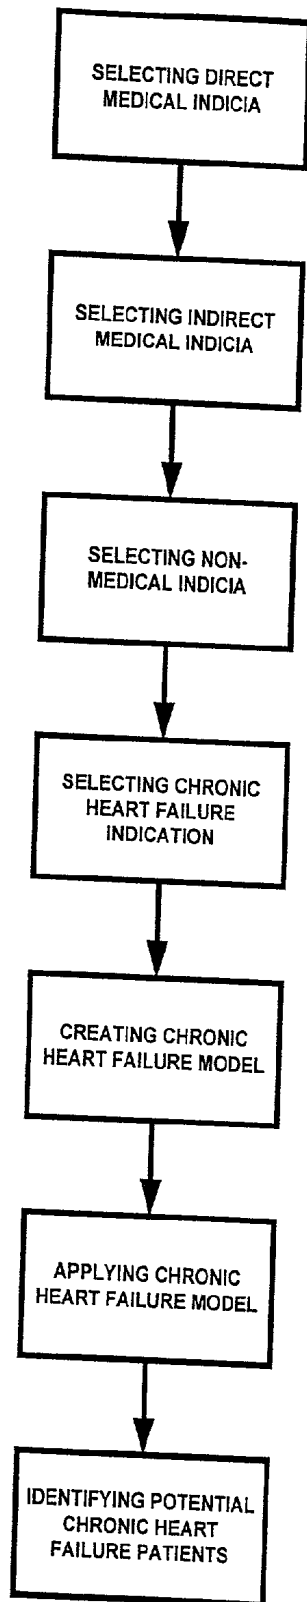 SELECTING DIRECT
MEDICAL INDICIA
SELECTING INDIRECT
MEDICAL INDICIA
SELECTING NON-
MEDICAL INDICIA
SELECTING CHRONIC
HEART FAILURE
INDICATION
CREATING CHRONIC
HEART FAILURE MODEL
APPLYING CHRONIC
HEART FAILURE MODEL
IDENTIFYING POTENTIAL
CHRONIC HEART
FAILURE PATIENTS